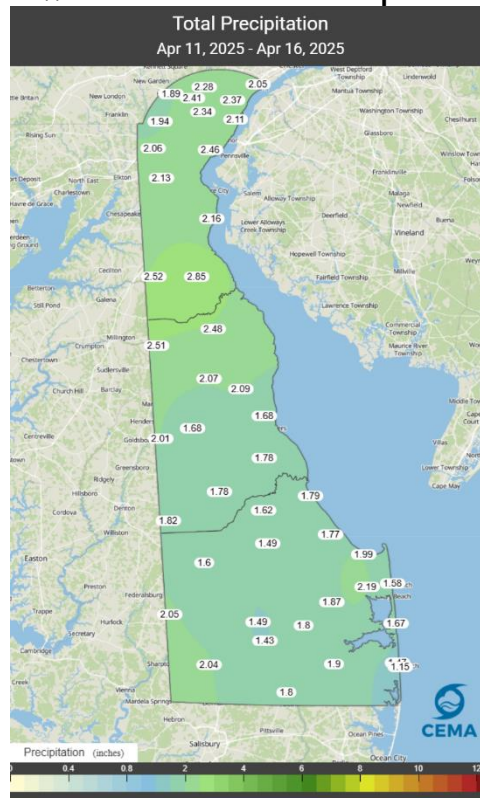 Total Precipitation
Apr 11, 2025 - Apr 16, 2025
Kennett Square
West Deptford
Township
Linderwold
New Garden
2.28
2.05
Mantua Township
1.89
2.41
2.37
New London
Washington Township
2.34
Franklin
1.94
2.11
Chesilhurst
Rising Sun
Glassboro
2.06
2.46
Winslow Tow
Pennsville
Franklinville
2.13
Elkton
North East
Charlestown
Salem
Alloway Township
Malaga
Newfield
Chesapeake
2.16
Deerfield
Buena
Lower Alloways
Creek Township
Vineland
Hopewell Township
Cecilton
2.52
2.85
Fairfield Township
Millville
Betterton
Still Pond
Galena
Lawrence Township
2.48
Commercial
Township
Millington
2.51
Maurice River
Township
Crumpton
Chestertown
Sudlersville
2.07
2.09
Church Hill
Barclay
1.68
Henders
1.68
Centreville
Goldsbo
2.01
Villas
Greensboro
1.78
Lower Township
Ridgely
Cape May
1.78
1.79
Hillsboro
Denton
1.62
Cordova
1.82
Williston
1.77
1.49
Easton
1.99
1.6
Preston
2.19
1.58
Federalsburg
Beach
1.87
Trappe
2.05
1.49
1.8
1.67
Hurlock
Secretary
1.43
Cambridge
2.04
1.9
1.15
Vienna
1.8
Mardela Springs
CEMA
Hebron
Pittsville
Ocean Pines
Salisbury
Precipitation (inches)
Ocean City
0 0.4 0.8 2 4 6 8 10 12